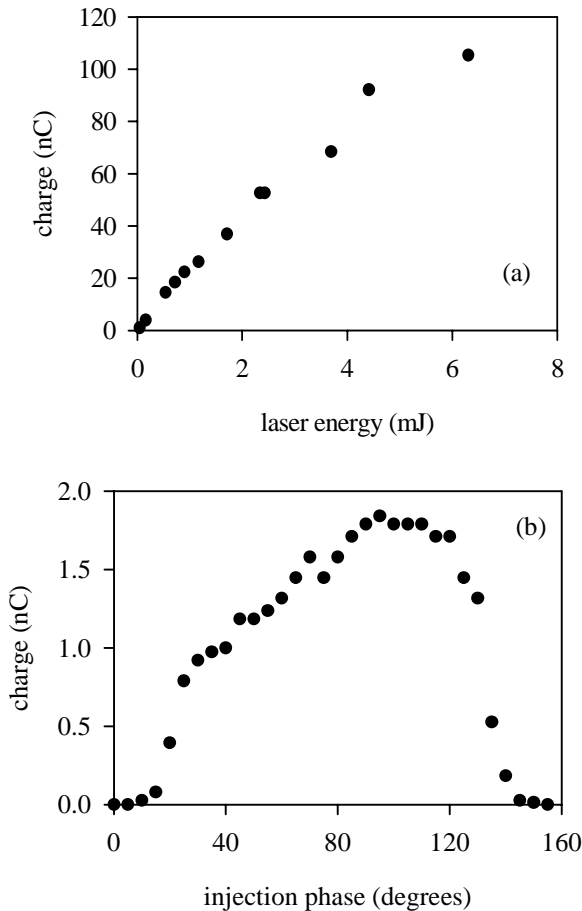 120
100
80
60
40
20
0
charge (nC)
(a)
0 2 4 6 8
laser energy (mJ)
2.0
1.5
1.0
0.5
0.0
charge (nC)
(b)
0 40 80 120 160
injection phase (degrees)